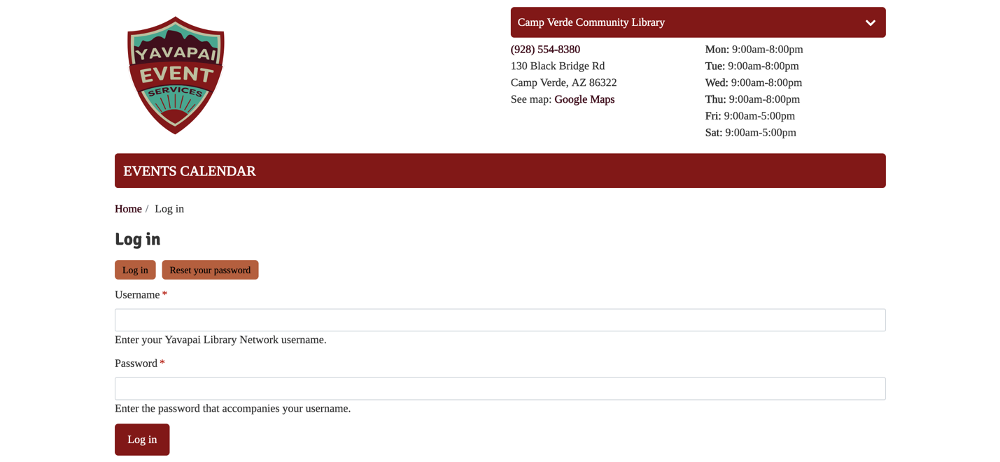 YAVAPAI
EVENT
SERVICES
Camp Verde Community Library
(928) 554-8380
130 Black Bridge Rd
Camp Verde, AZ 86322
See map: Google Maps
Mon: 9:00am-8:00pm
Tue: 9:00am-8:00pm
Wed: 9:00am-8:00pm
Thu: 9:00am-8:00pm
Fri: 9:00am-5:00pm
Sat: 9:00am-5:00pm
EVENTS CALENDAR
Home / Log in
Log in
Log in Reset your password
Username *
Enter your Yavapai Library Network username.
Password *
Enter the password that accompanies your username.
Log in